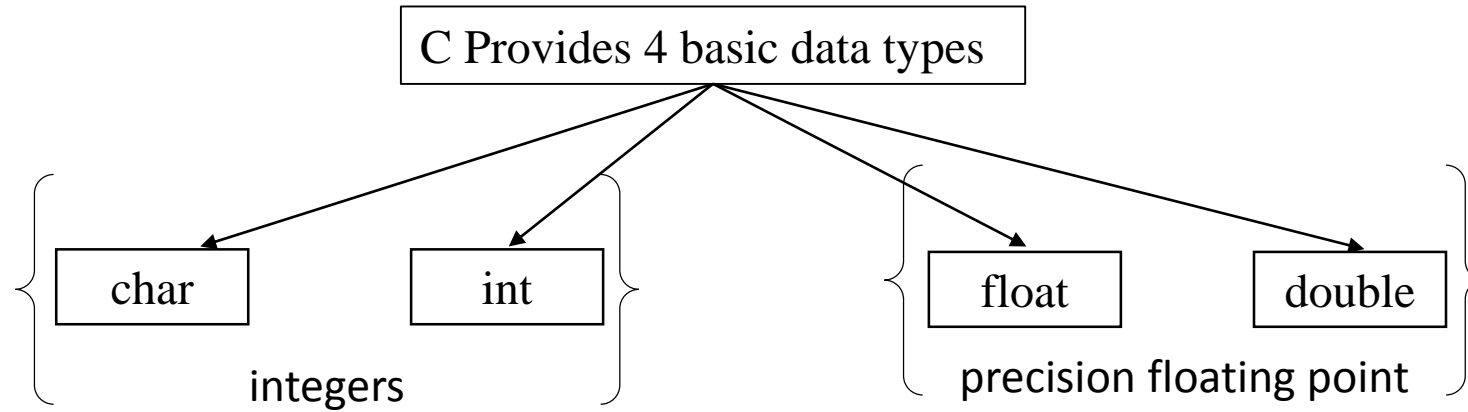 C Provides 4 basic data types
char int float double
integers precision floating point